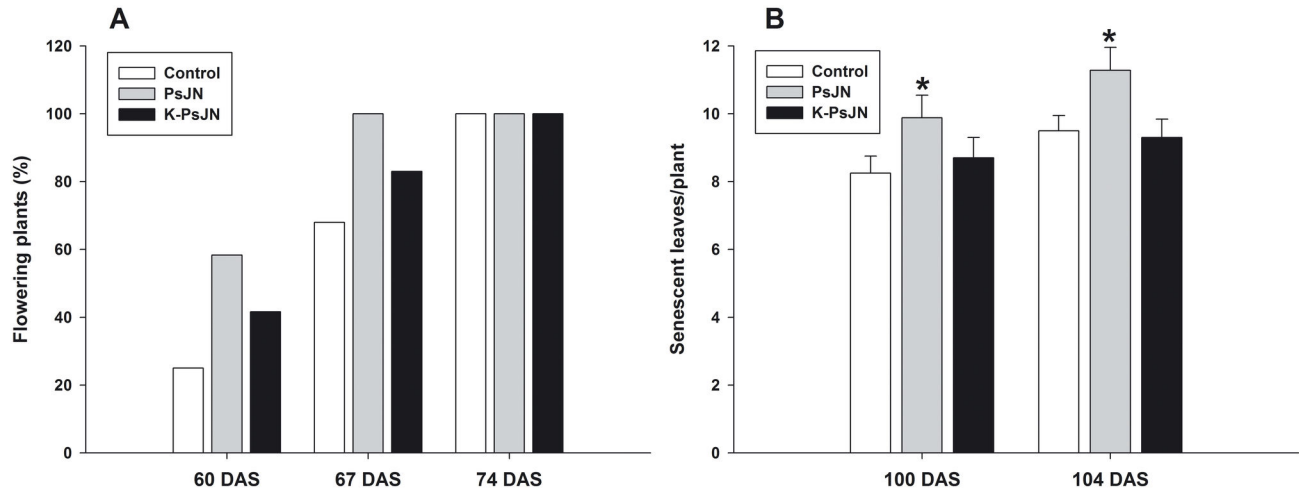 A
Flowering plants (%)
120
100
80
60
40
20
0
Control
PsJN
K-PsJN
60 DAS
67 DAS
74 DAS
B
Senescent leaves/plant
12
10
8
6
4
2
0
Control
PsJN
K-PsJN
*
*
100 DAS
104 DAS